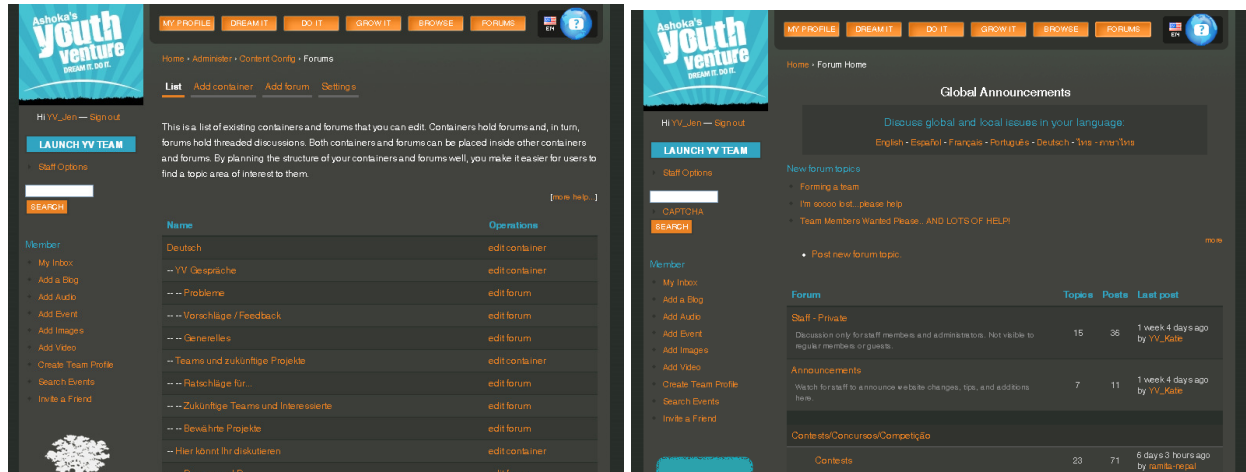 Ashoka's
youth
venture
DREAM IT. DO IT.
MY PROFILE
DREAM IT
DO IT
GROW IT
BROWSE
FORUMS
EN
?
Home › Administer › Content Config › Forums
List Add container Add forum Settings
Hi YV_Jen — Sign out
LAUNCH YV TEAM
Staff Options
SEARCH
Member
My Inbox
Add a Blog
Add Audio
Add Event
Add Images
Add Video
Create Team Profile
Search Events
Invite a Friend
This is a list of existing containers and forums that you can edit. Containers hold forums and, in turn,
forums hold threaded discussions. Both containers and forums can be placed inside other containers
and forums. By planning the structure of your containers and forums well, you make it easier for users to
find a topic area of interest to them.
[more help...]
Name Operations
Deutsch edit container
-- YV Gespräche edit container
-- -- Probleme edit forum
-- -- Vorschläge / Feedback edit forum
-- -- Generelles edit forum
-- Teams und zukünftige Projekte edit container
-- -- Ratschläge für... edit forum
-- -- Zukünftige Teams und Interessierte edit forum
-- -- Bewährte Projekte edit forum
-- Hier könnt Ihr diskutieren edit container
Ashoka's
youth
venture
DREAM IT. DO IT.
MY PROFILE
DREAM IT
DO IT
GROW IT
BROWSE
FORUMS
EN
?
Home › Forum Home
Hi YV_Jen — Sign out
LAUNCH YV TEAM
Staff Options
CAPTCHA
SEARCH
Member
My Inbox
Add a Blog
Add Audio
Add Event
Add Images
Add Video
Create Team Profile
Search Events
Invite a Friend
Global Announcements
Discuss global and local issues in your language:
English - Español - Français - Português - Deutsch - ไทย - ภาษาไทย
New forum topics
Forming a team
I'm soooo lost...please help
Team Members Wanted Please.. AND LOTS OF HELP!
more
Post new forum topic.
Forum Topics Posts Last post
Staff - Private
Discussion only for staff members and administrators. Not visible to
regular members or guests.
15 36 1 week 4 days ago
by YV_Katie
Announcements
Watch for staff to announce website changes, tips, and additions
here.
7 11 1 week 4 days ago
by YV_Katie
Contests/Concursos/Competição
Contests 23 71 6 days 3 hours ago
by ramita-nepal